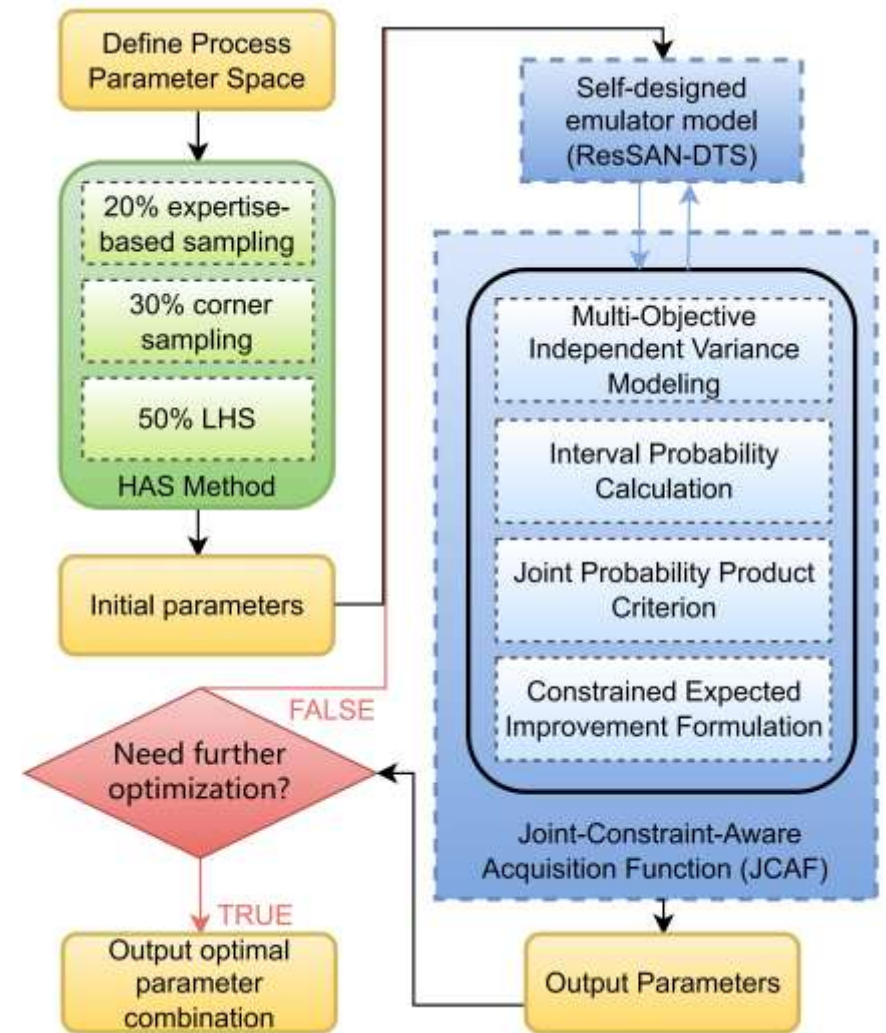 Define Process
Parameter Space
20% expertise-
based sampling
30% corner
sampling
50% LHS
HAS Method
Initial parameters
FALSE
Need further
optimization?
TRUE
Output optimal
parameter
combination
Self-designed
emulator model
(ResSAN-DTS)
Multi-Objective
Independent Variance
Modeling
Interval Probability
Calculation
Joint Probability Product
Criterion
Constrained Expected
Improvement Formulation
Joint-Constraint-Aware
Acquisition Function (JCAF)
Output Parameters